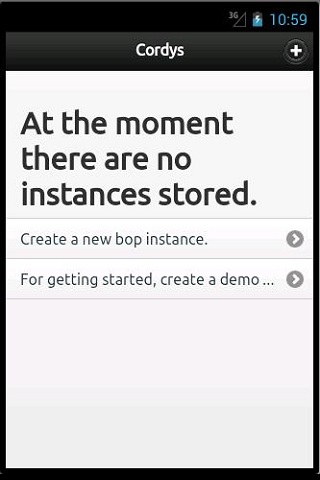 3G 10:59
Cordys
At the moment
there are no
instances stored.
Create a new bop instance.
For getting started, create a demo ...